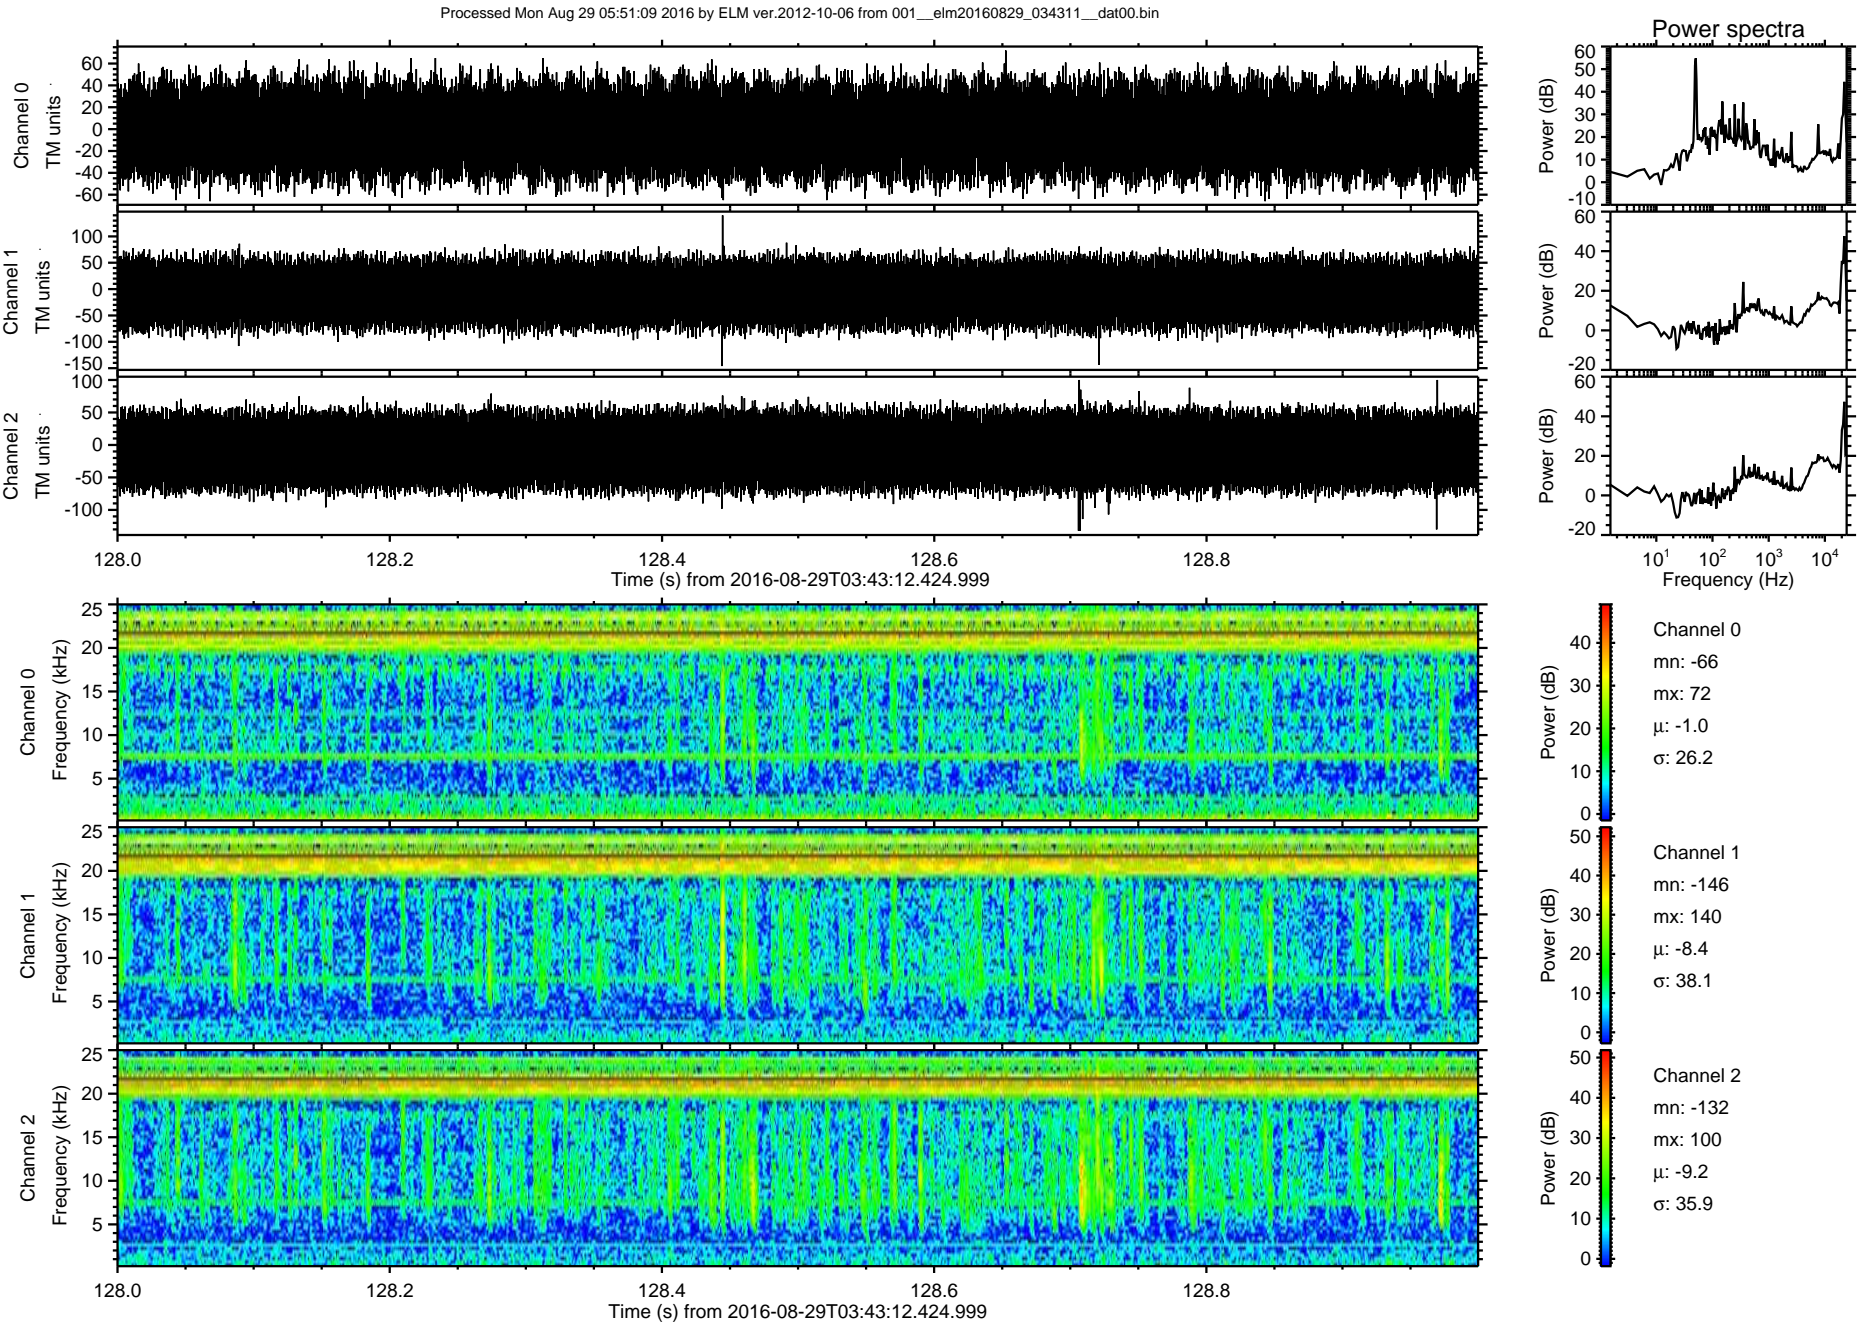 Processed Mon Aug 29 05:51:09 2016 by ELM ver.2012-10-06 from 001__elm20160829_034311__dat00.bin
Power spectra
Channel 0
TM units
60
40
20
0
-20
-40
-60
Power (dB)
60
50
40
30
20
10
0
-10
Channel 1
TM units
100
50
0
-50
-100
-150
Power (dB)
60
40
20
0
-20
Channel 2
TM units
100
50
0
-50
-100
Power (dB)
60
40
20
0
-20
128.0 128.2 128.4 128.6 128.8
Time (s) from 2016-08-29T03:43:12.424.999
10¹ 10² 10³ 10⁴
Frequency (Hz)
Channel 0
Frequency (kHz)
25
20
15
10
5
Power (dB)
40
30
20
10
0
Channel 0
mn: -66
mx: 72
μ: -1.0
σ: 26.2
Channel 1
Frequency (kHz)
25
20
15
10
5
Power (dB)
50
40
30
20
10
0
Channel 1
mn: -146
mx: 140
μ: -8.4
σ: 38.1
Channel 2
Frequency (kHz)
25
20
15
10
5
Power (dB)
50
40
30
20
10
0
Channel 2
mn: -132
mx: 100
μ: -9.2
σ: 35.9
128.0 128.2 128.4 128.6 128.8
Time (s) from 2016-08-29T03:43:12.424.999